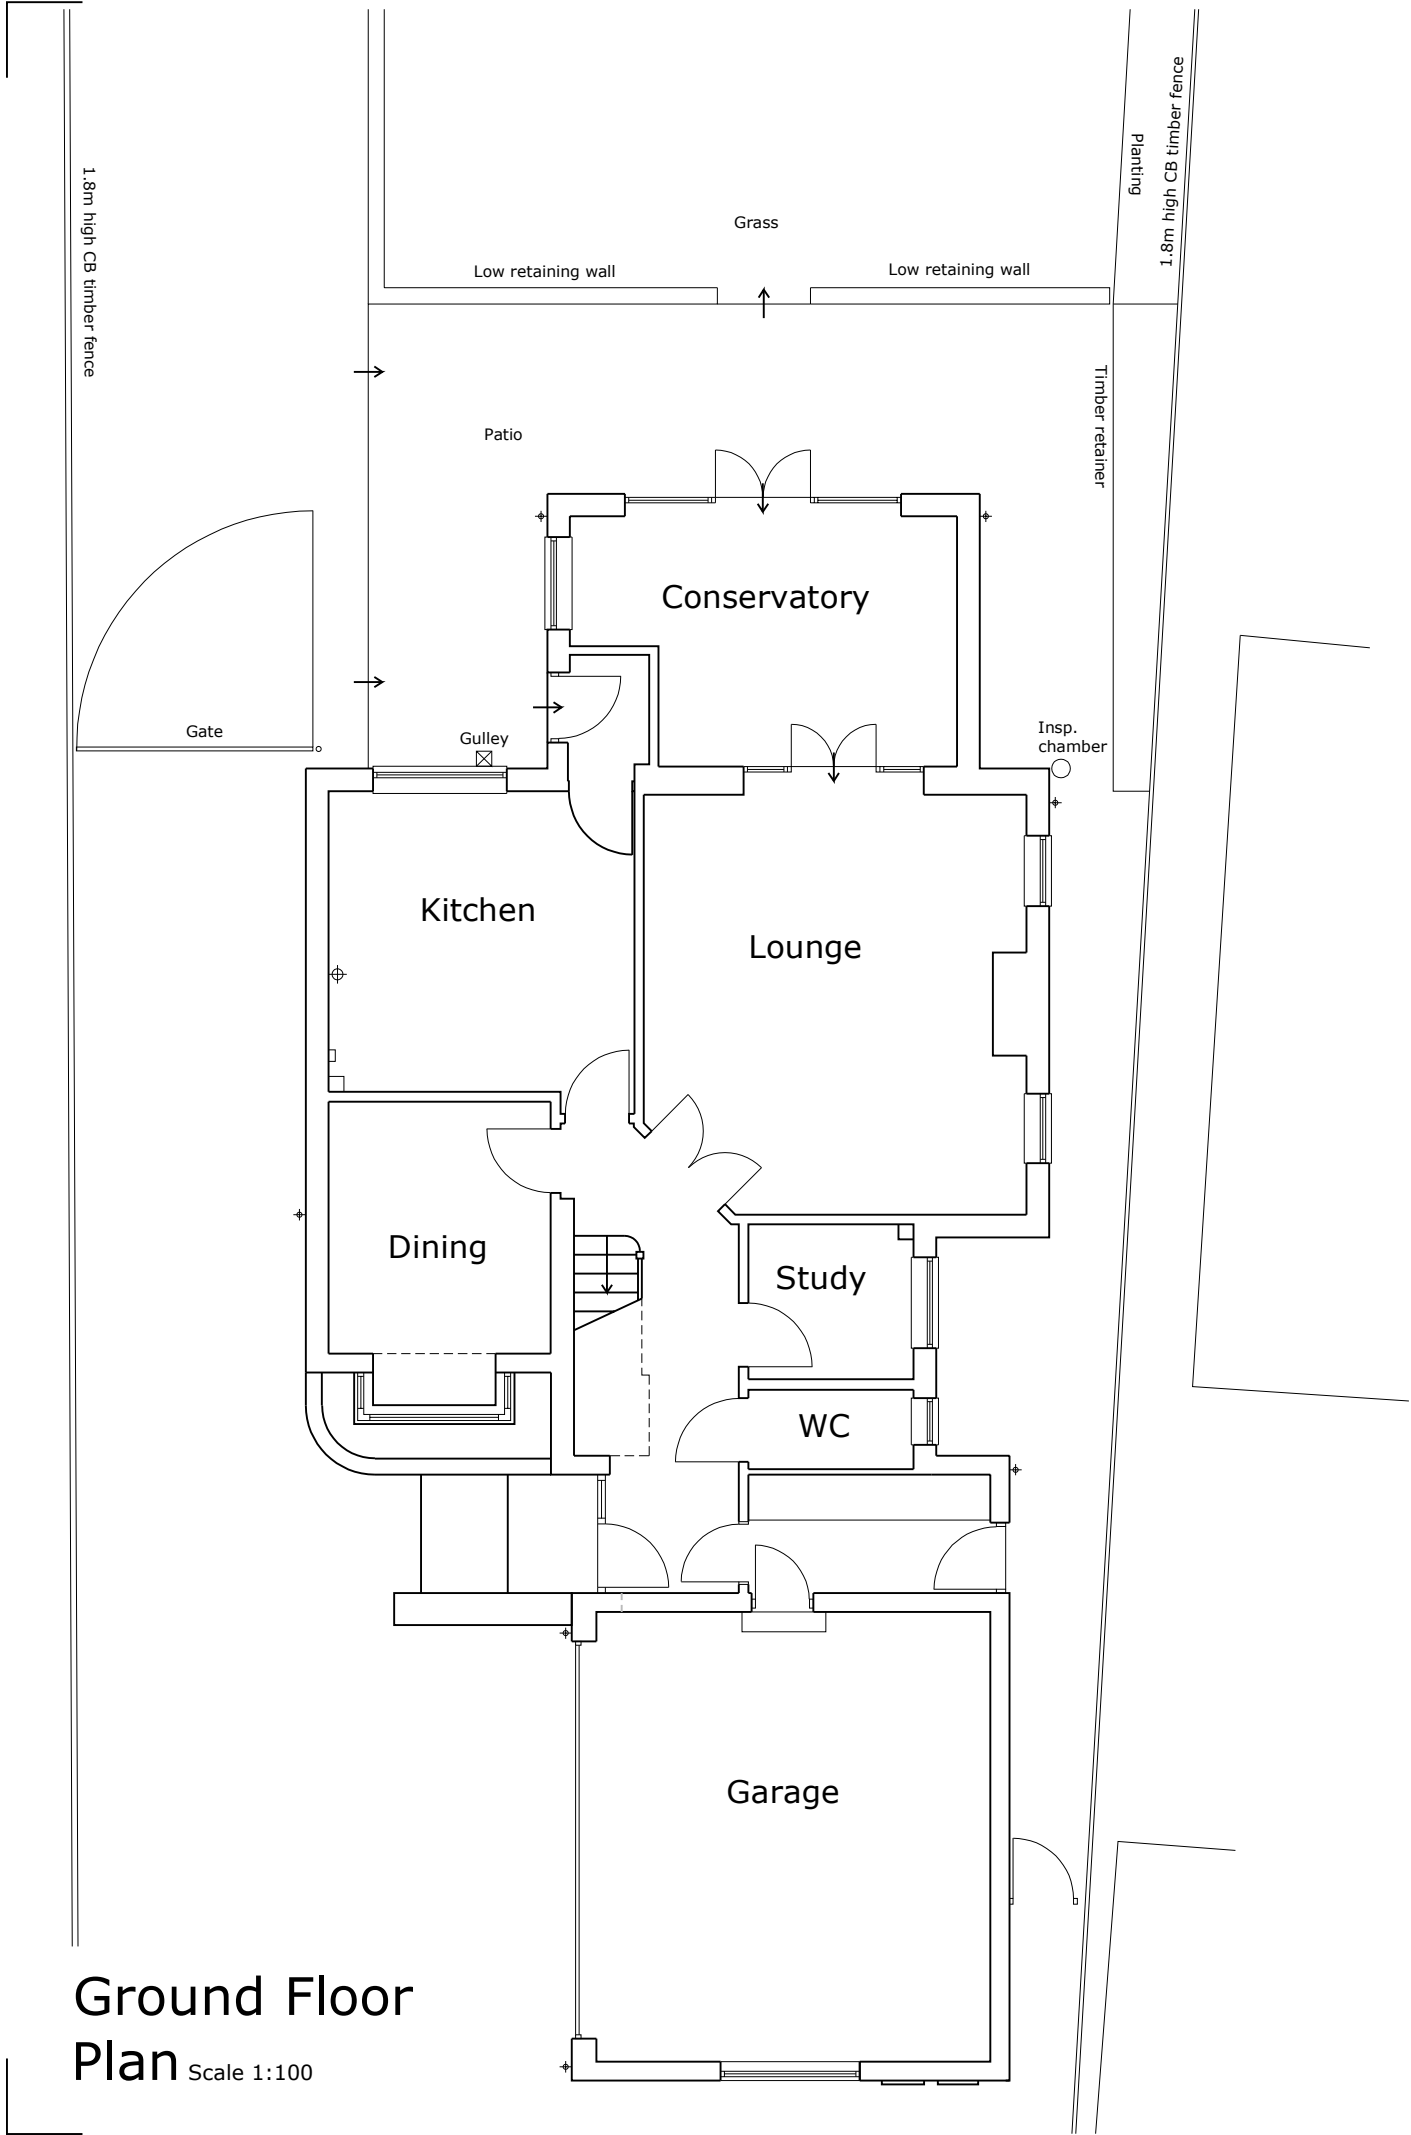 1.8m high CB timber fence
Planting
1.8m high CB timber fence
Grass
Low retaining wall
Low retaining wall
Timber retainer
Patio
Conservatory
Gate
Gulley
Insp.
chamber
Kitchen
Lounge
Dining
Study
WC
Garage
Ground Floor
Plan Scale 1:100